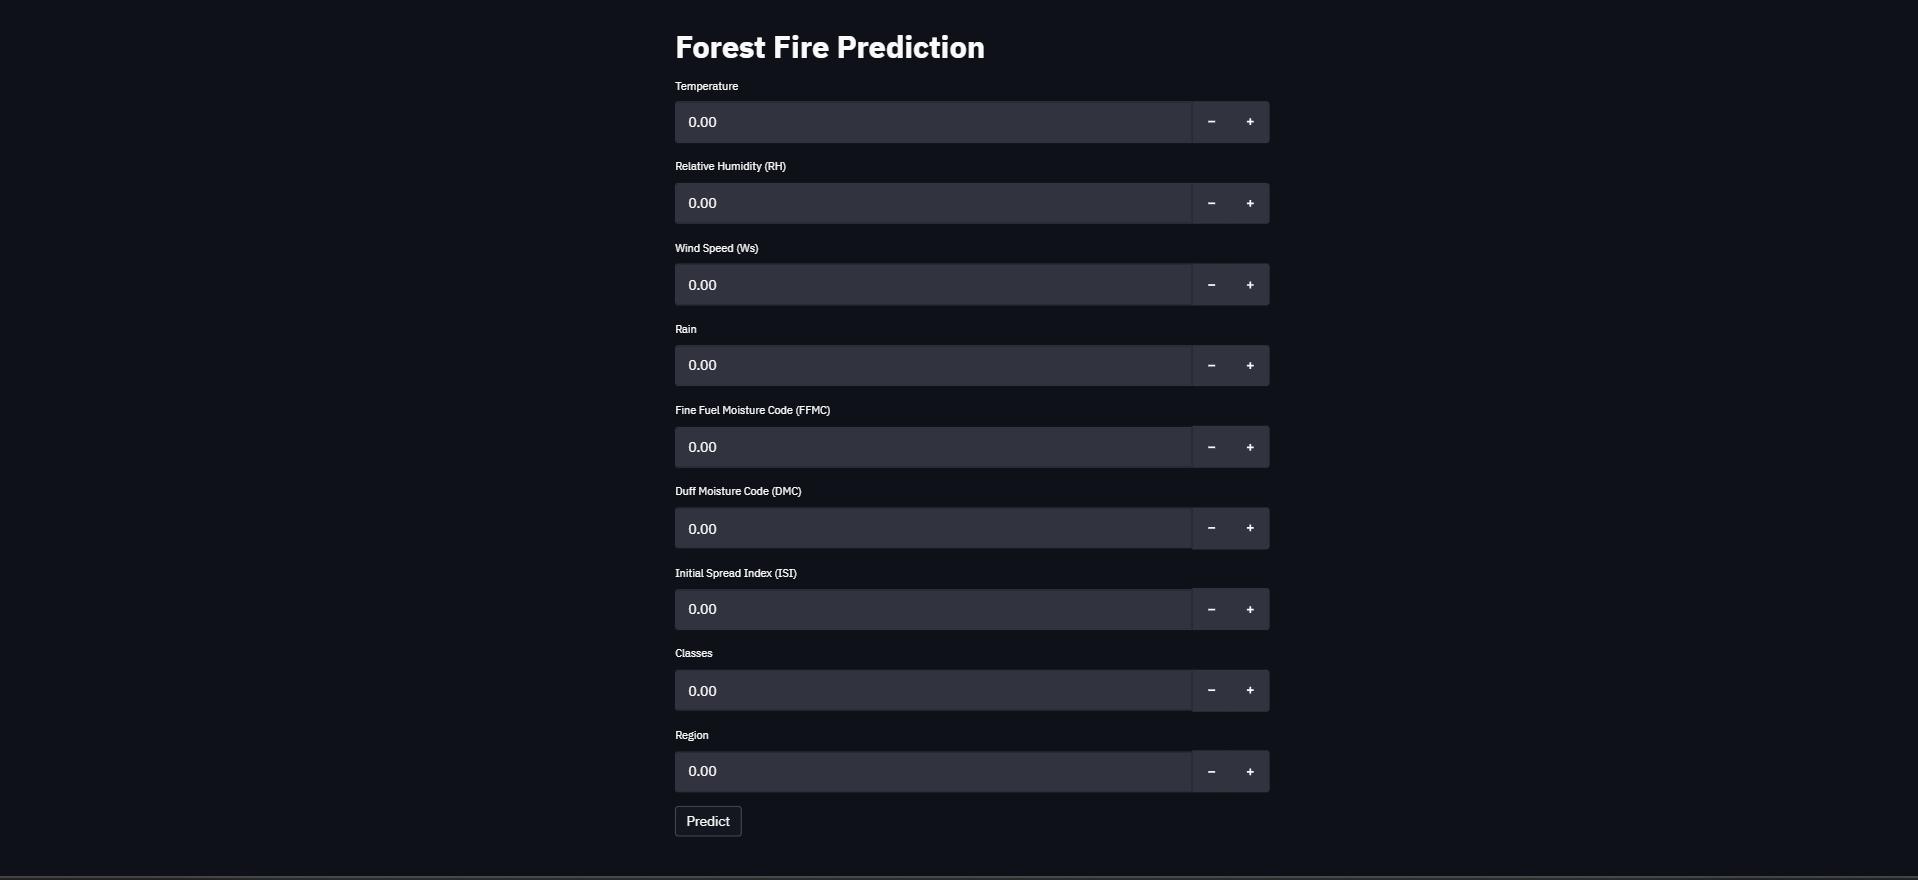 Forest Fire Prediction
Temperature
0.00 − +
Relative Humidity (RH)
0.00 − +
Wind Speed (Ws)
0.00 − +
Rain
0.00 − +
Fine Fuel Moisture Code (FFMC)
0.00 − +
Duff Moisture Code (DMC)
0.00 − +
Initial Spread Index (ISI)
0.00 − +
Classes
0.00 − +
Region
0.00 − +
Predict